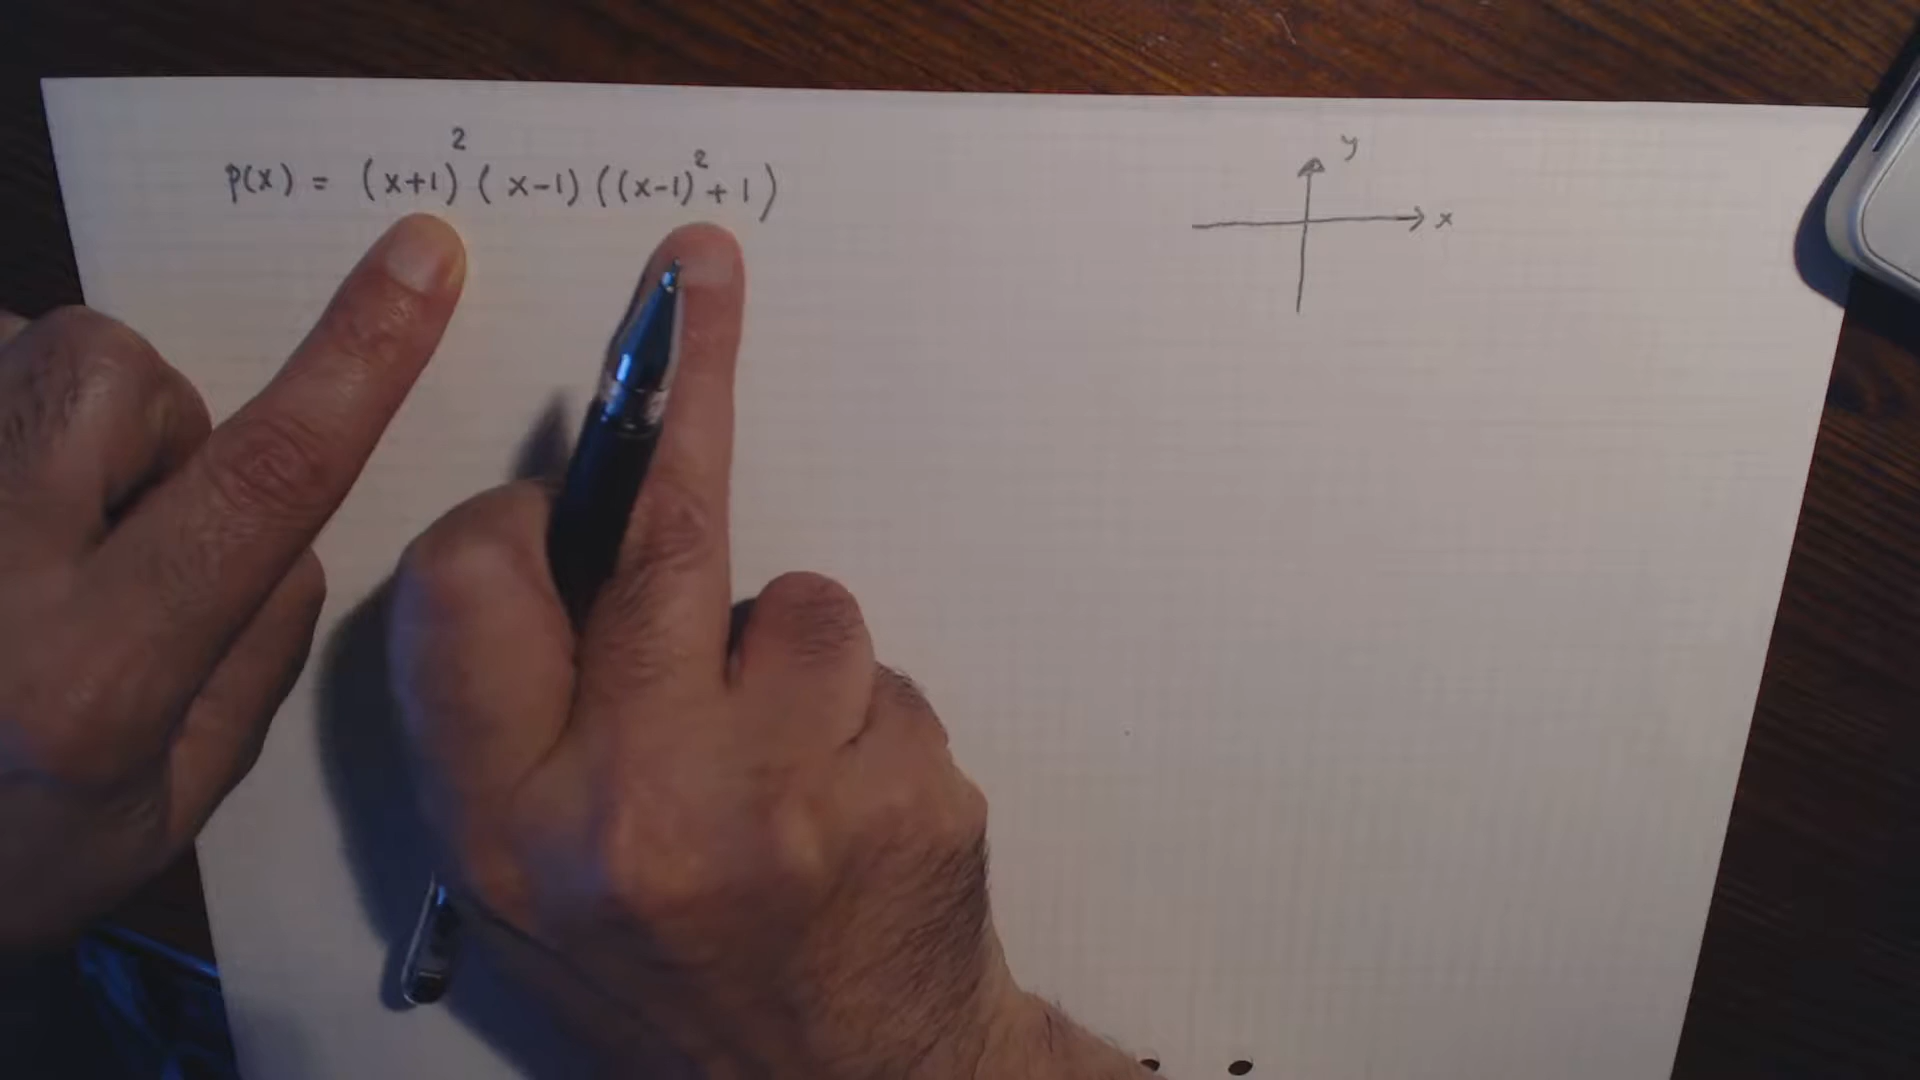 p(x) = (x+1)² (x-1) ((x-1)² + 1)
y
x